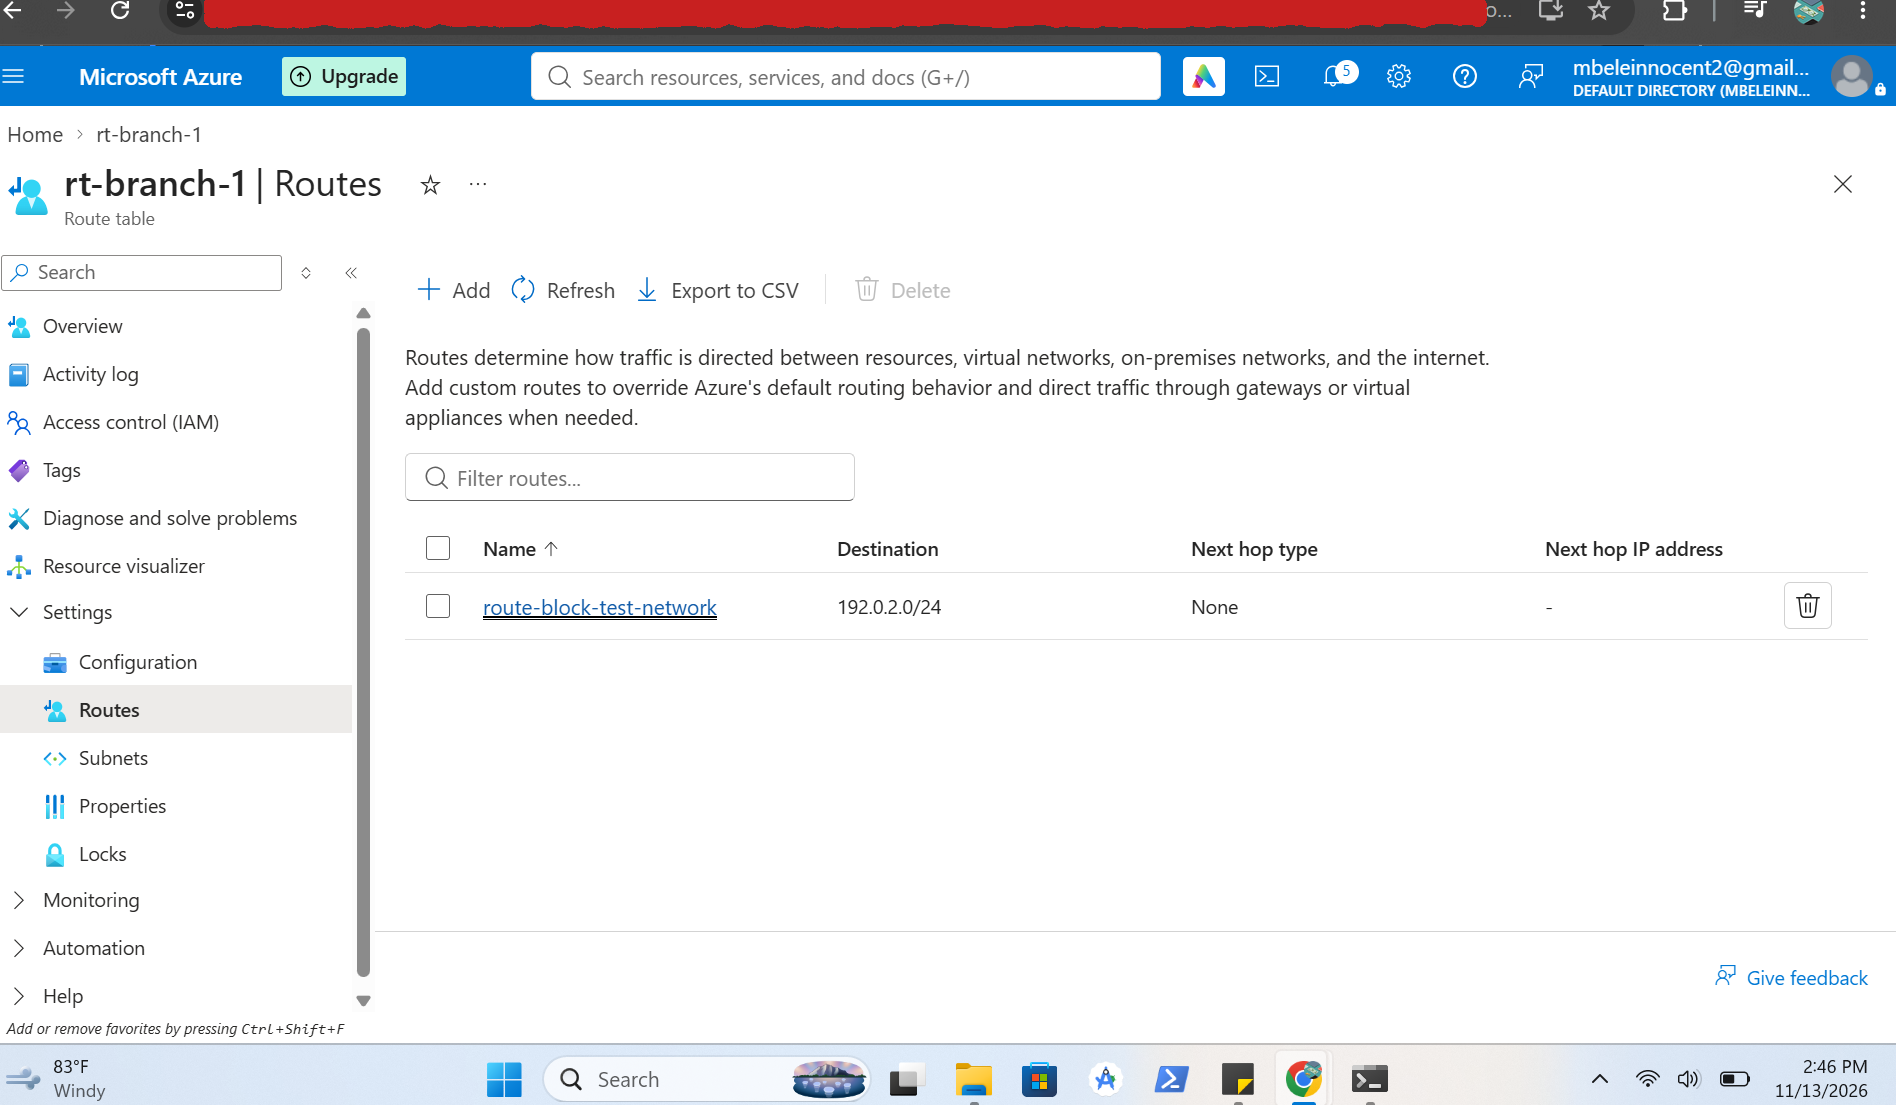 o...
Microsoft Azure
Upgrade
Search resources, services, and docs (G+/)
5
mbeleinnocent2@gmail...
DEFAULT DIRECTORY (MBELEINN...
Home > rt-branch-1
rt-branch-1 | Routes
...
Route table
Search
Add
Refresh
Export to CSV
Delete
Overview
Activity log
Access control (IAM)
Tags
Diagnose and solve problems
Resource visualizer
Settings
Configuration
Routes
Subnets
Properties
Locks
Monitoring
Automation
Help
Add or remove favorites by pressing Ctrl+Shift+F
Routes determine how traffic is directed between resources, virtual networks, on-premises networks, and the internet.
Add custom routes to override Azure's default routing behavior and direct traffic through gateways or virtual
appliances when needed.
Filter routes...
Name ↑ Destination Next hop type Next hop IP address
route-block-test-network 192.0.2.0/24 None -
Give feedback
83°F
Windy
Search
2:46 PM
11/13/2026